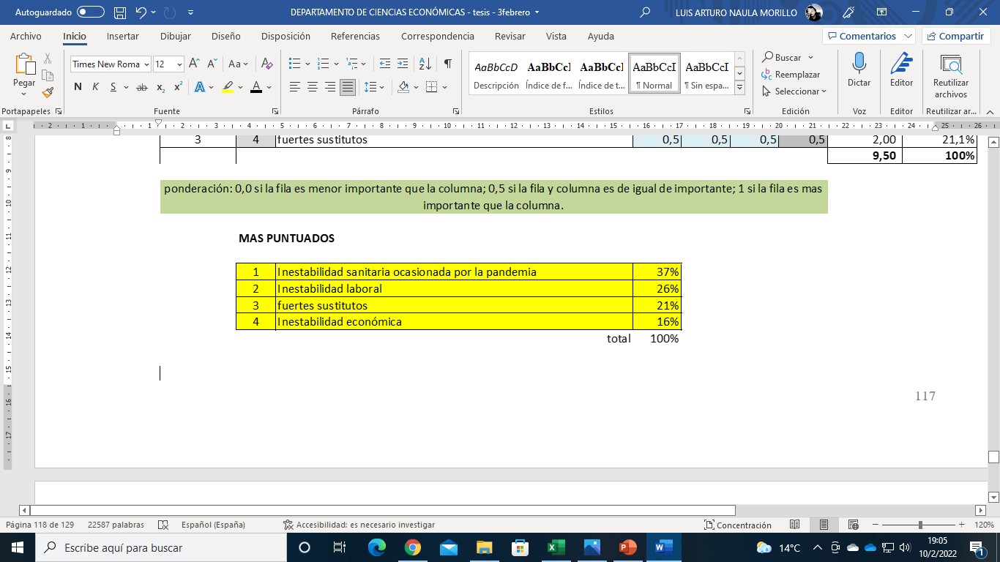 Autoguardado
DEPARTAMENTO DE CIENCIAS ECONÓMICAS - tesis - 3febrero
LUIS ARTURO NAULA MORILLO
Archivo Inicio Insertar Dibujar Diseño Disposición Referencias Correspondencia Revisar Vista Ayuda
Comentarios Compartir
Times New Roma 12
AaBbCcD AaBbCcI AaBbCcI AaBbCcI AaBbCcI
Pegar
N K S ab x₂ x² A A
Descripción Índice de f... Índice de t... ¶ Normal ¶ Sin espa...
Buscar
Reemplazar
Seleccionar
Dictar
Editor
Reutilizar archivos
Portapapeles Fuente Párrafo Estilos Edición Voz Editor Reutilizar ar...
3 4 fuertes sustitutos 0,5 0,5 0,5 0,5 2,00 21,1%
9,50 100%
ponderación: 0,0 si la fila es menor importante que la columna; 0,5 si la fila y columna es de igual de importante; 1 si la fila es mas
importante que la columna.
MAS PUNTUADOS
1 Inestabilidad sanitaria ocasionada por la pandemia 37%
2 Inestabilidad laboral 26%
3 fuertes sustitutos 21%
4 Inestabilidad económica 16%
total 100%
117
Página 118 de 129 22587 palabras Español (España) Accesibilidad: es necesario investigar Concentración 120%
Escribe aquí para buscar
14°C
19:05
10/2/2022
1